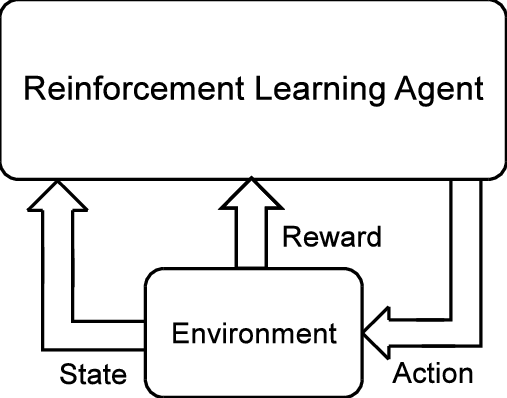 Reinforcement Learning Agent
Reward
Environment
State
Action